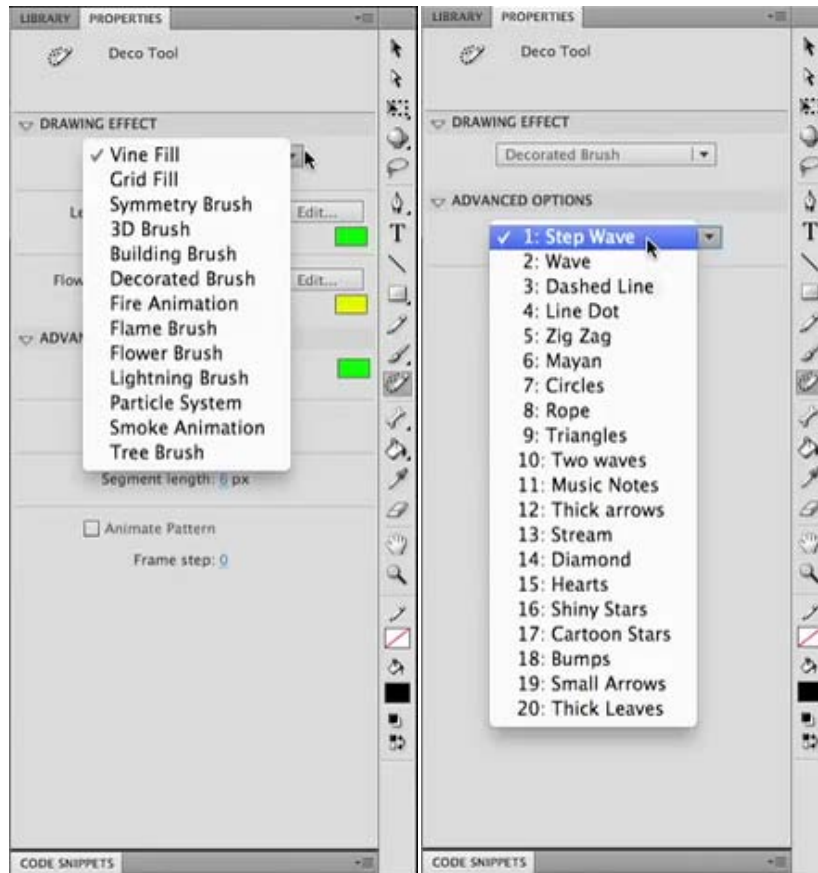 LIBRARY PROPERTIES
Deco Tool
DRAWING EFFECT
✓ Vine Fill
Grid Fill
Symmetry Brush
3D Brush
Building Brush
Decorated Brush
Fire Animation
Flame Brush
Flower Brush
Lightning Brush
Particle System
Smoke Animation
Tree Brush
Le
Edit...
Flow
Edit...
ADVA
Segment length: 6 px
Animate Pattern
Frame step: 0
T
CODE SNIPPETS
LIBRARY PROPERTIES
Deco Tool
DRAWING EFFECT
Decorated Brush
ADVANCED OPTIONS
✓ 1: Step Wave
2: Wave
3: Dashed Line
4: Line Dot
5: Zig Zag
6: Mayan
7: Circles
8: Rope
9: Triangles
10: Two waves
11: Music Notes
12: Thick arrows
13: Stream
14: Diamond
15: Hearts
16: Shiny Stars
17: Cartoon Stars
18: Bumps
19: Small Arrows
20: Thick Leaves
T
CODE SNIPPETS